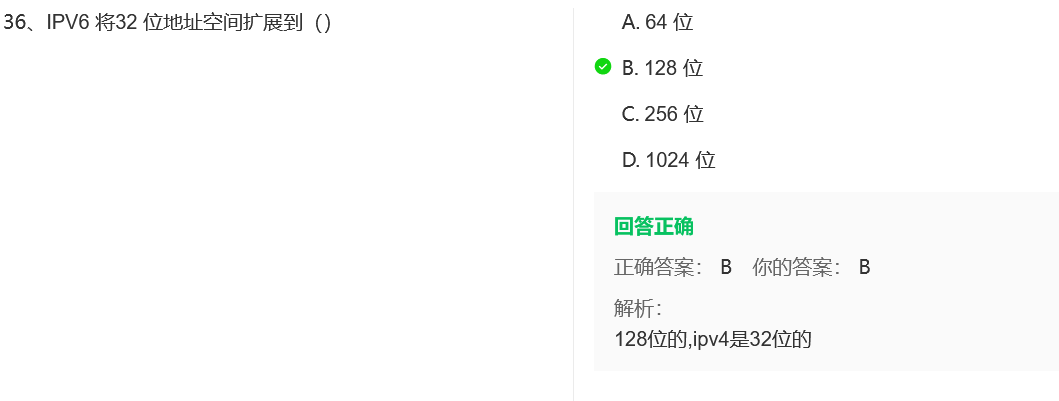 36、IPV6 将32 位地址空间扩展到（）
A. 64 位
B. 128 位
C. 256 位
D. 1024 位
回答正确
正确答案： B 你的答案： B
解析：
128位的,ipv4是32位的